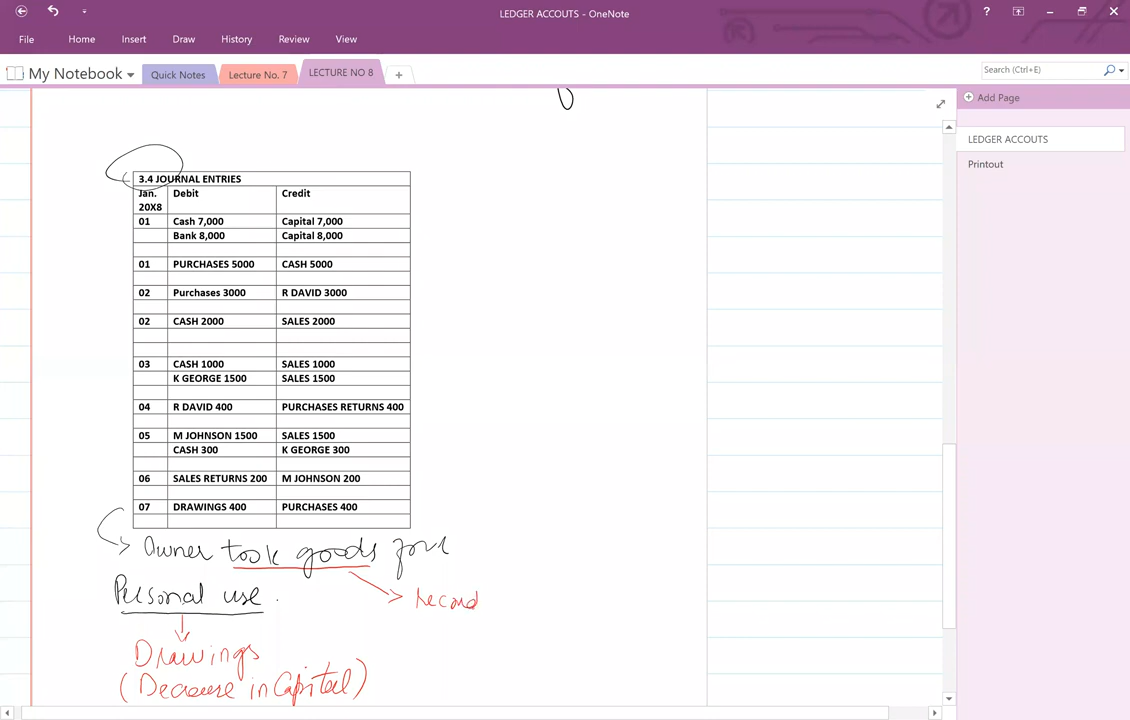 LEDGER ACCOUTS - OneNote
?
File Home Insert Draw History Review View
My Notebook Quick Notes Lecture No. 7 LECTURE NO 8 + Search (Ctrl+E)
Add Page
LEDGER ACCOUTS
Printout
3.4 JOURNAL ENTRIES
Jan. 20X8 Debit Credit
01 Cash 7,000 Capital 7,000
Bank 8,000 Capital 8,000
01 PURCHASES 5000 CASH 5000
02 Purchases 3000 R DAVID 3000
02 CASH 2000 SALES 2000
03 CASH 1000 SALES 1000
K GEORGE 1500 SALES 1500
04 R DAVID 400 PURCHASES RETURNS 400
05 M JOHNSON 1500 SALES 1500
CASH 300 K GEORGE 300
06 SALES RETURNS 200 M JOHNSON 200
07 DRAWINGS 400 PURCHASES 400
Owner took goods for
Personal use .
Record
Drawings
(Decrease in Capital)